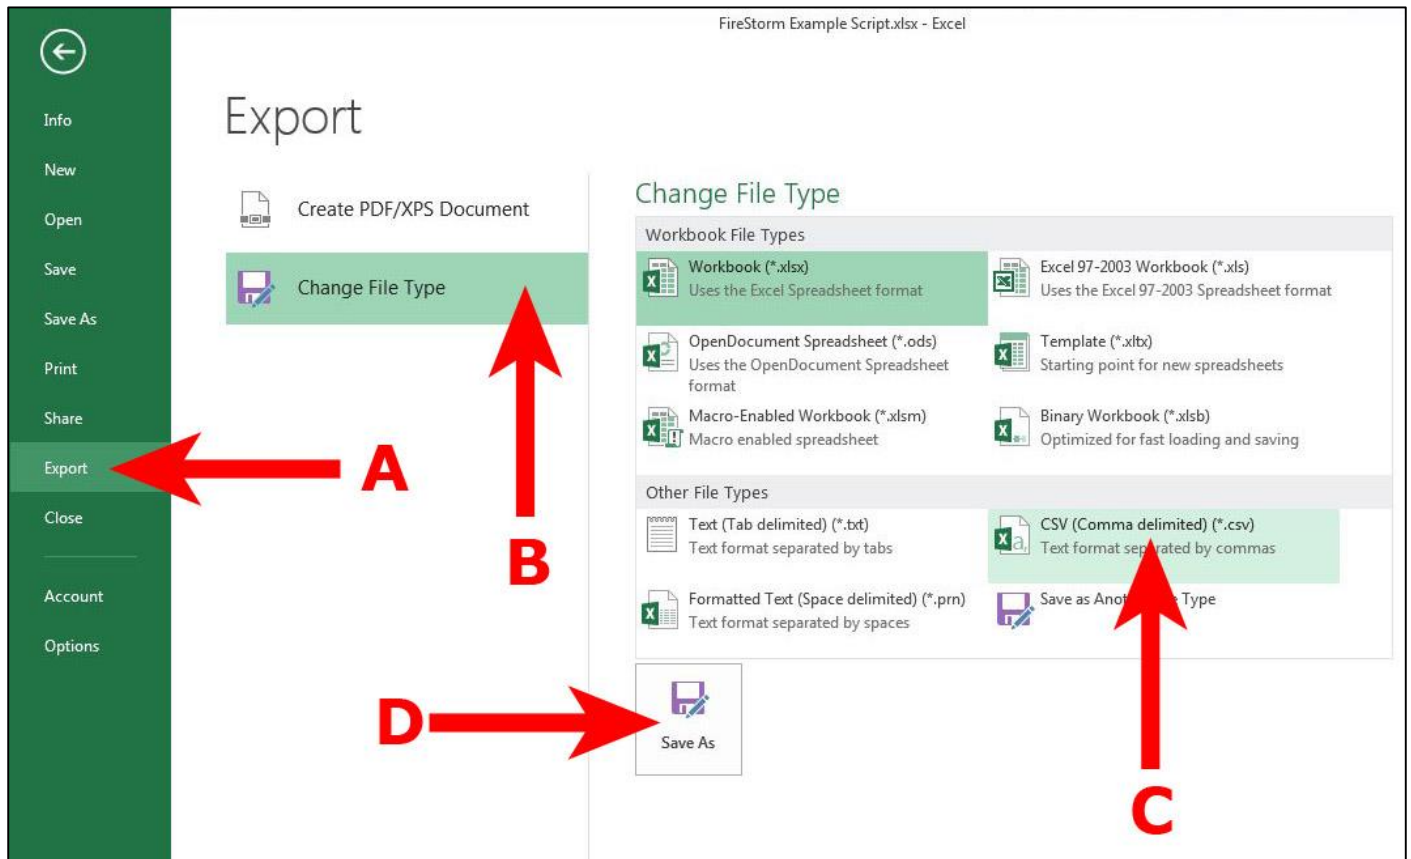 FireStorm Example Script.xlsx - Excel
Info
New
Open
Save
Save As
Print
Share
Export
Close
Account
Options
Export
Create PDF/XPS Document
Change File Type
Change File Type
Workbook File Types
Workbook (*.xlsx)
Uses the Excel Spreadsheet format
Excel 97-2003 Workbook (*.xls)
Uses the Excel 97-2003 Spreadsheet format
OpenDocument Spreadsheet (*.ods)
Uses the OpenDocument Spreadsheet
format
Template (*.xltx)
Starting point for new spreadsheets
Macro-Enabled Workbook (*.xlsm)
Macro enabled spreadsheet
Binary Workbook (*.xlsb)
Optimized for fast loading and saving
Other File Types
Text (Tab delimited) (*.txt)
Text format separated by tabs
CSV (Comma delimited) (*.csv)
Text format separated by commas
Formatted Text (Space delimited) (*.prn)
Text format separated by spaces
Save as Type
Save As
A
B
C
D